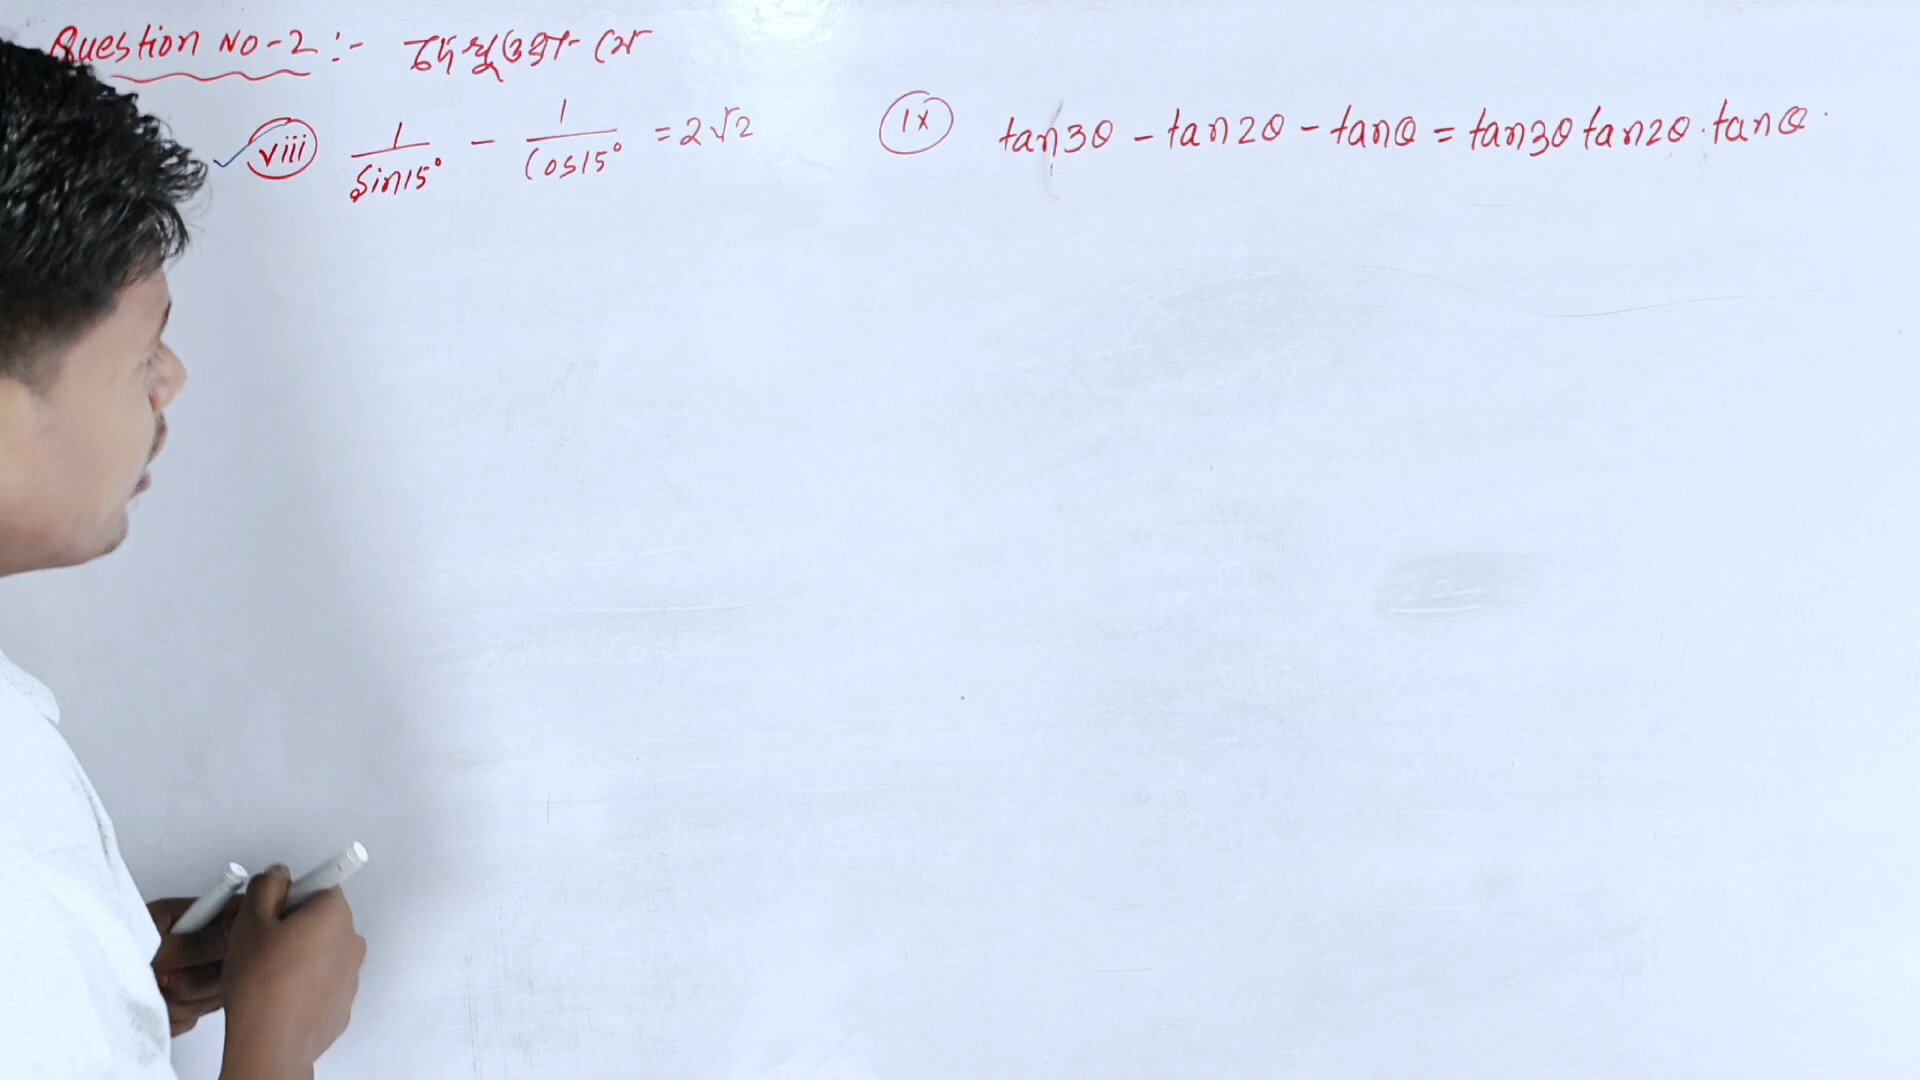 Question No-2 :-
viii 1/Sin15° - 1/Cos15° = 2√2
ix tan3θ - tan2θ - tanθ = tan3θ tan2θ . tanθ .